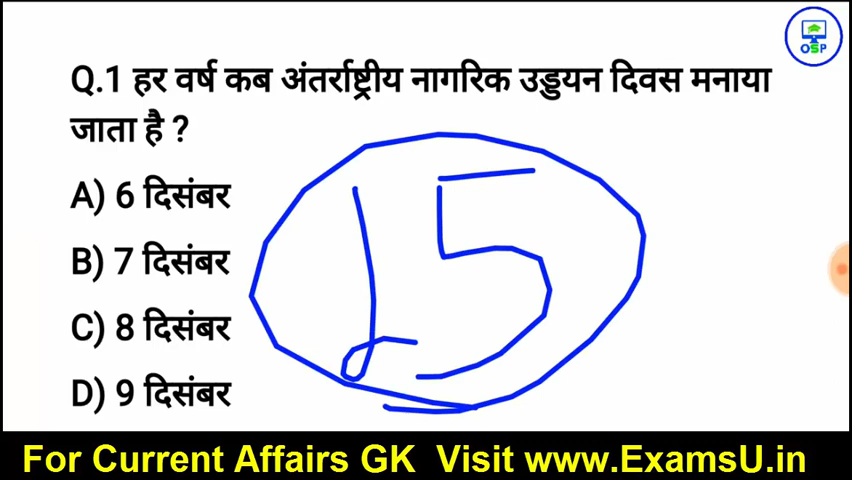 OSP
Q.1 हर वर्ष कब अंतर्राष्ट्रीय नागरिक उड्डयन दिवस मनाया
जाता है ?
A) 6 दिसंबर
B) 7 दिसंबर
C) 8 दिसंबर
D) 9 दिसंबर
15
For Current Affairs GK Visit www.ExamsU.in